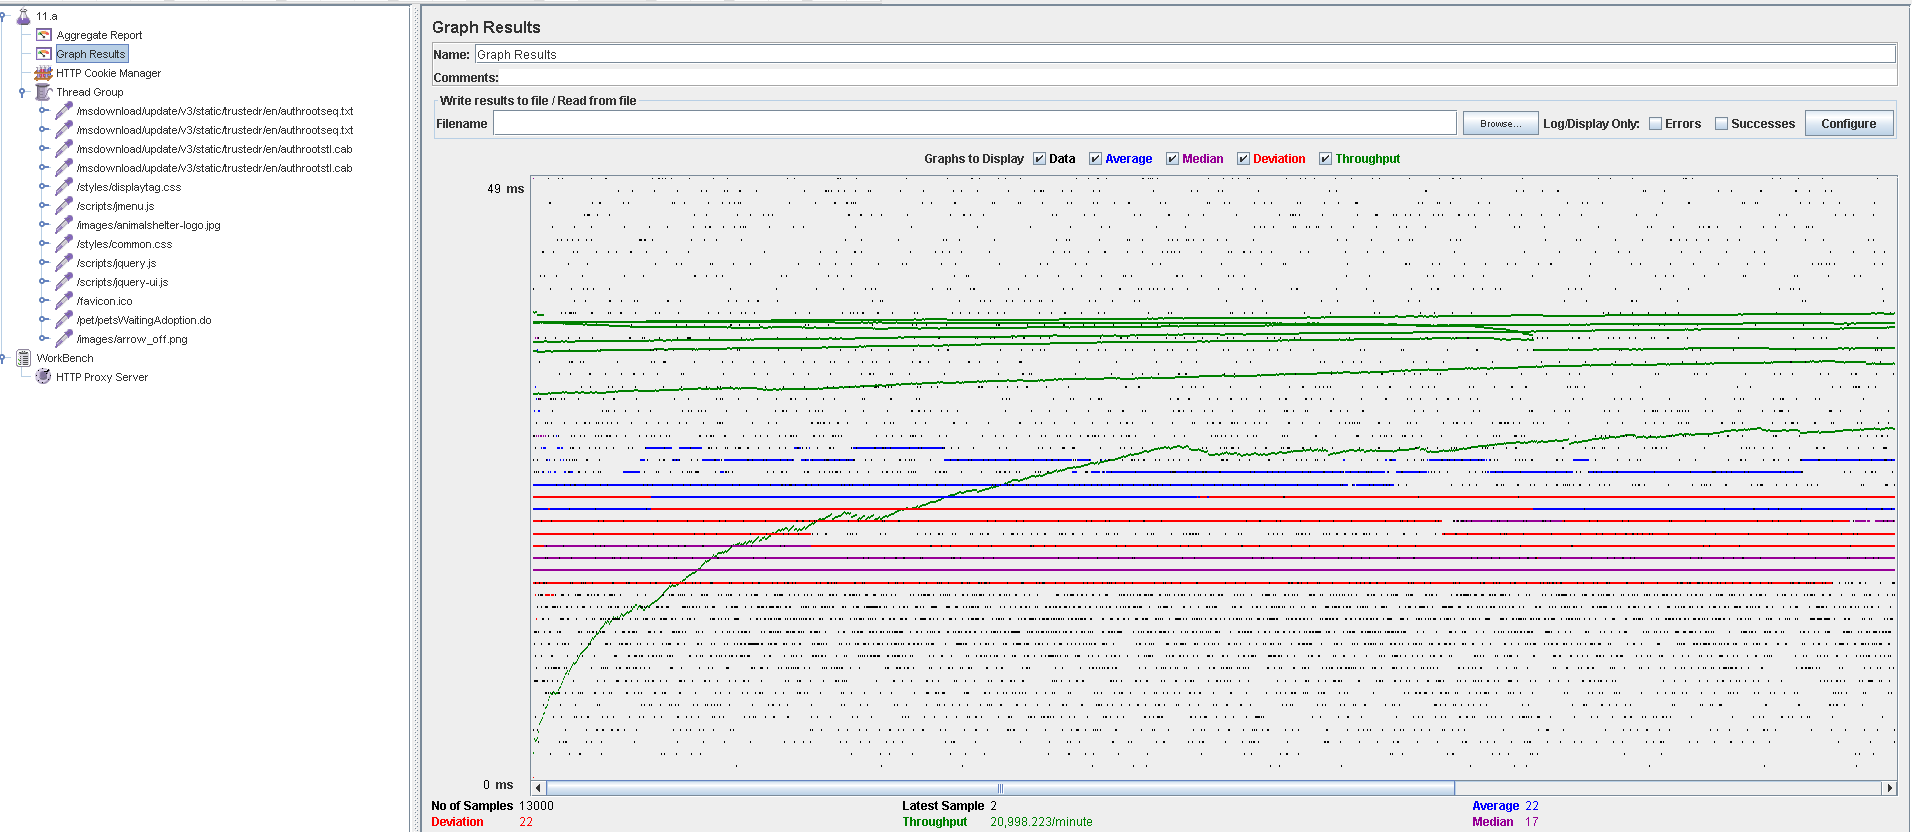 11.a
Aggregate Report
Graph Results
HTTP Cookie Manager
Thread Group
/msdownload/update/v3/static/trustedr/en/authrootseq.txt
/msdownload/update/v3/static/trustedr/en/authrootseq.txt
/msdownload/update/v3/static/trustedr/en/authrootstl.cab
/msdownload/update/v3/static/trustedr/en/authrootstl.cab
/styles/displaytag.css
/scripts/jmenu.js
/images/animalshelter-logo.jpg
/styles/common.css
/scripts/jquery.js
/scripts/jquery-ui.js
/favicon.ico
/pet/petsWaitingAdoption.do
/images/arrow_off.png
WorkBench
HTTP Proxy Server
Graph Results
Name: Graph Results
Comments:
Write results to file / Read from file
Filename Browse... Log/Display Only: Errors Successes Configure
Graphs to Display Data Average Median Deviation Throughput
49 ms
0 ms
No of Samples 13000 Latest Sample 2 Average 22
Deviation 22 Throughput 20,998.223/minute Median 17